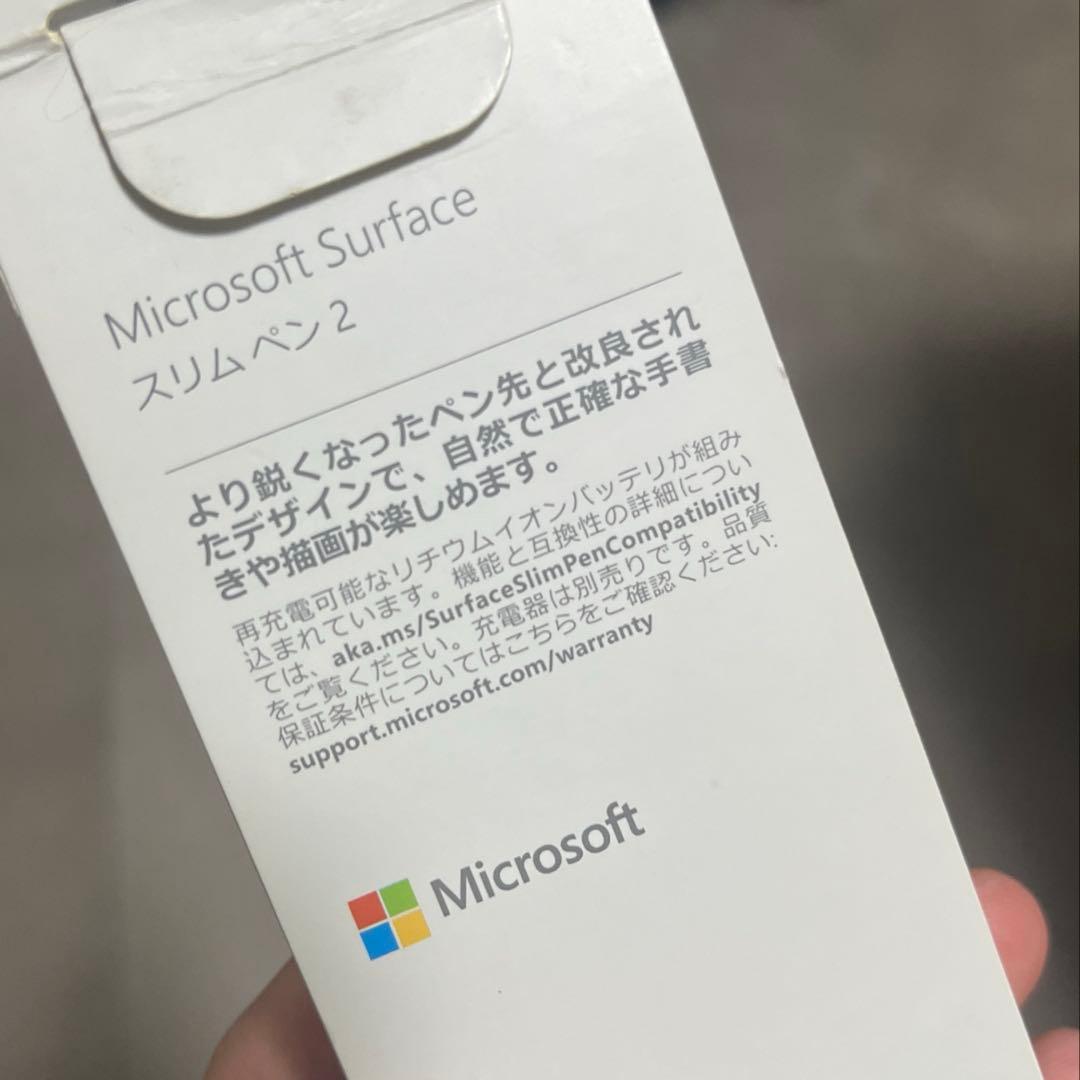 Microsoft Surface
スリム ペン 2
より鋭くなったペン先と改良され
たデザインで、自然で正確な手書
きや描画が楽しめます。
再充電可能なリチウムイオンバッテリが組み
込まれています。機能と互換性の詳細につい
ては、aka.ms/SurfaceSlimPenCompatibility
をご覧ください。充電器は別売りです。品質
保証条件についてはこちらをご確認ください:
support.microsoft.com/warranty
Microsoft